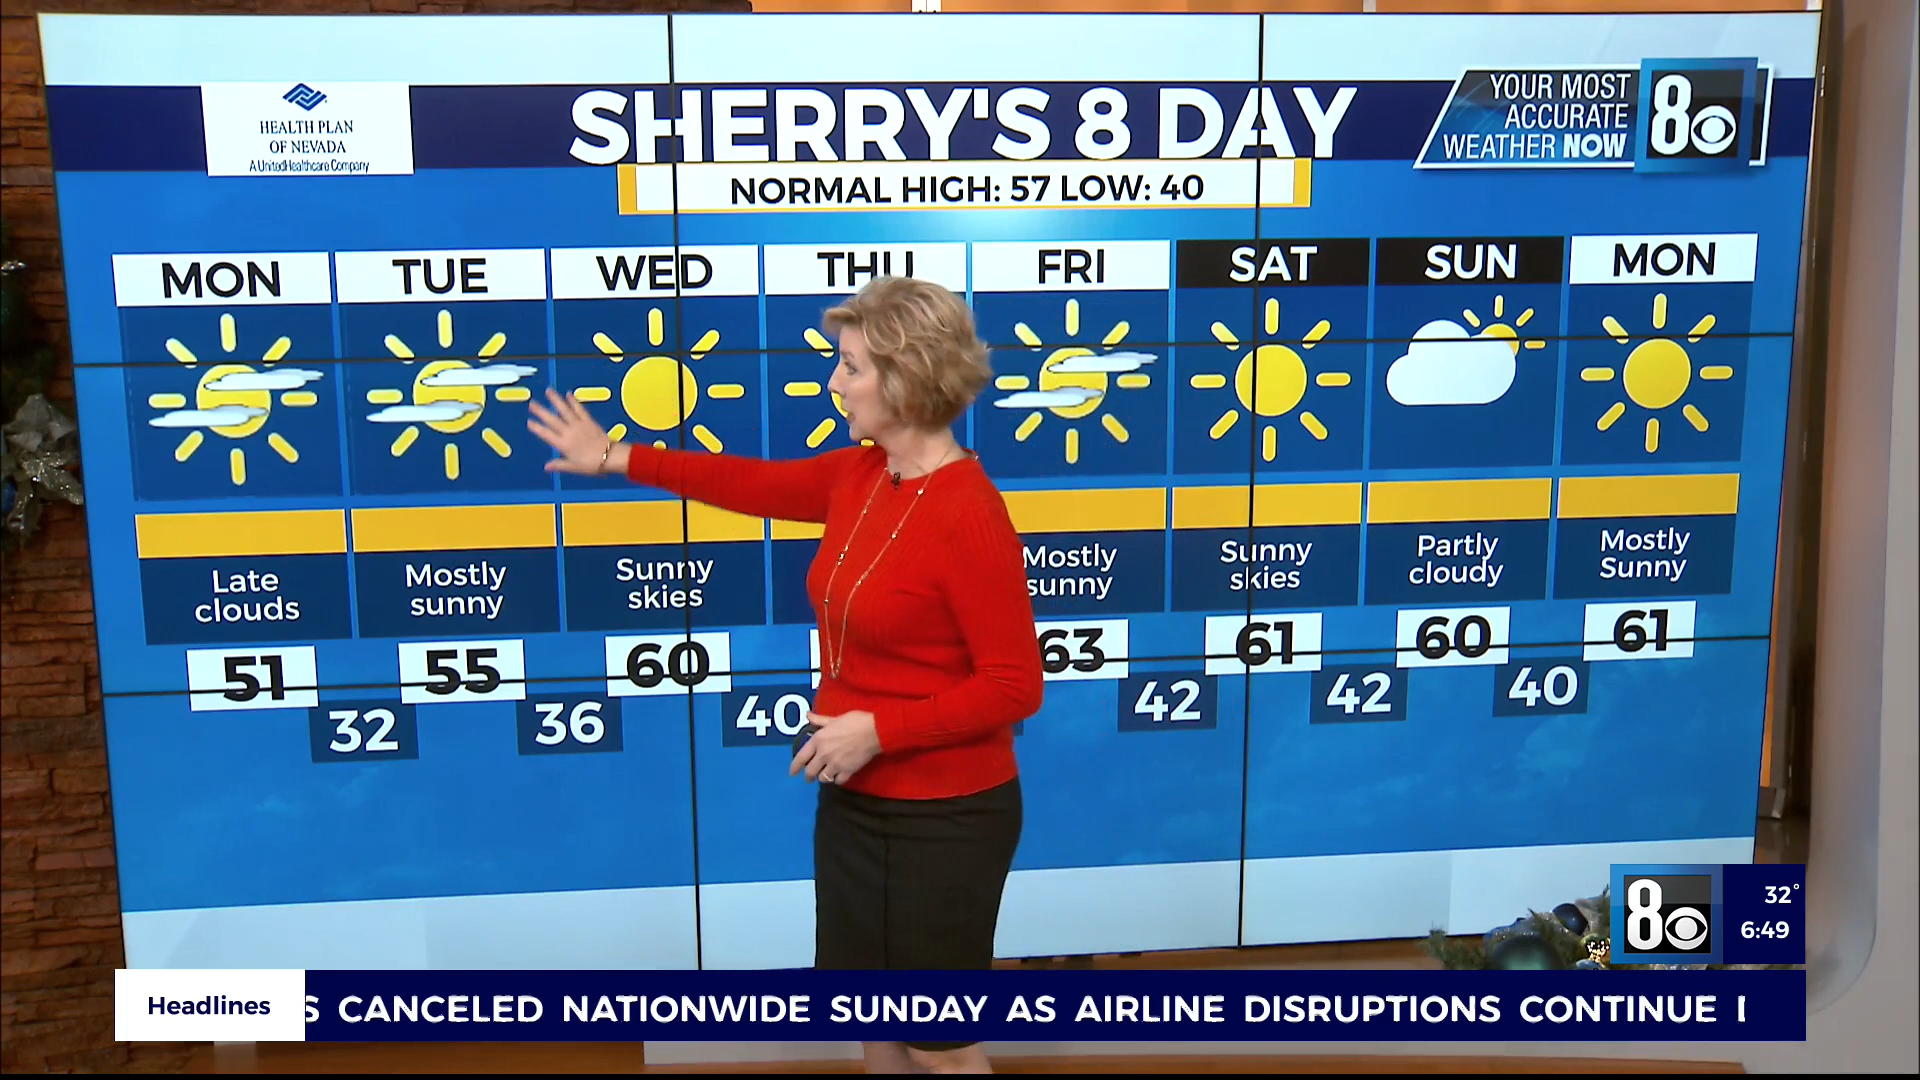 HEALTH PLAN
OF NEVADA
A UnitedHealthcare Company
SHERRY'S 8 DAY
YOUR MOST
ACCURATE
WEATHER NOW
8
NORMAL HIGH: 57 LOW: 40
MON TUE WED THU FRI SAT SUN MON
Late
clouds
Mostly
sunny
Sunny
skies
Mostly
sunny
Sunny
skies
Partly
cloudy
Mostly
Sunny
51 55 60 63 61 60 61
32 36 40 42 42 40
8
32°
6:49
Headlines
S CANCELED NATIONWIDE SUNDAY AS AIRLINE DISRUPTIONS CONTINUE